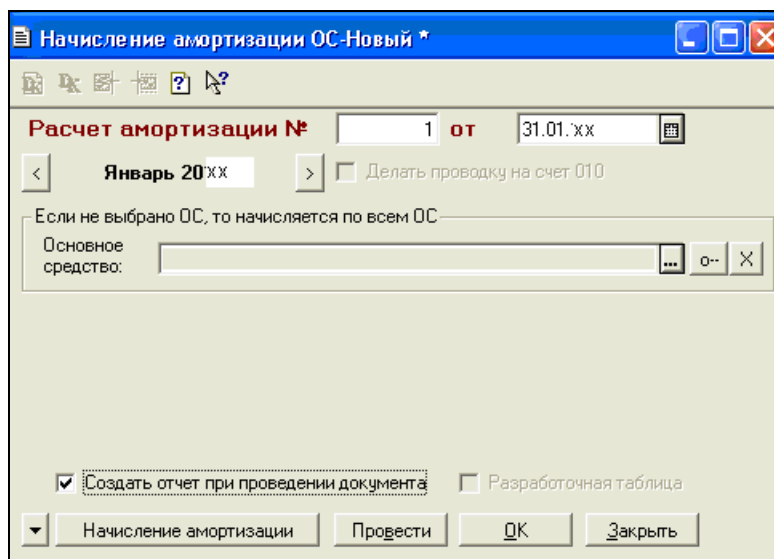 Начисление амортизации ОС-Новый *
Расчет амортизации № 1 от 31.01.'xx
< Январь 20'xx > Делать проводку на счет 010
Если не выбрано ОС, то начисляется по всем ОС
Основное
средство: ... о-- X
Создать отчет при проведении документа Разработочная таблица
Начисление амортизации Провести OK Закрыть